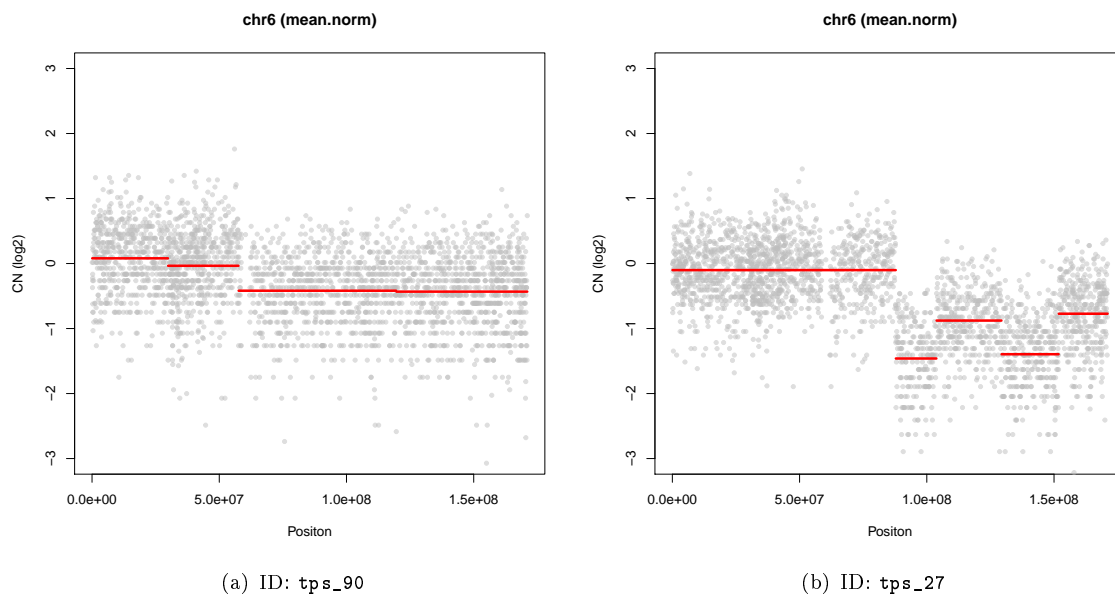 chr6 (mean.norm)
CN (log2)
3
2
1
0
−1
−2
−3
0.0e+00 5.0e+07 1.0e+08 1.5e+08
Positon
(a) ID: tps_90
chr6 (mean.norm)
CN (log2)
3
2
1
0
−1
−2
−3
0.0e+00 5.0e+07 1.0e+08 1.5e+08
Positon
(b) ID: tps_27